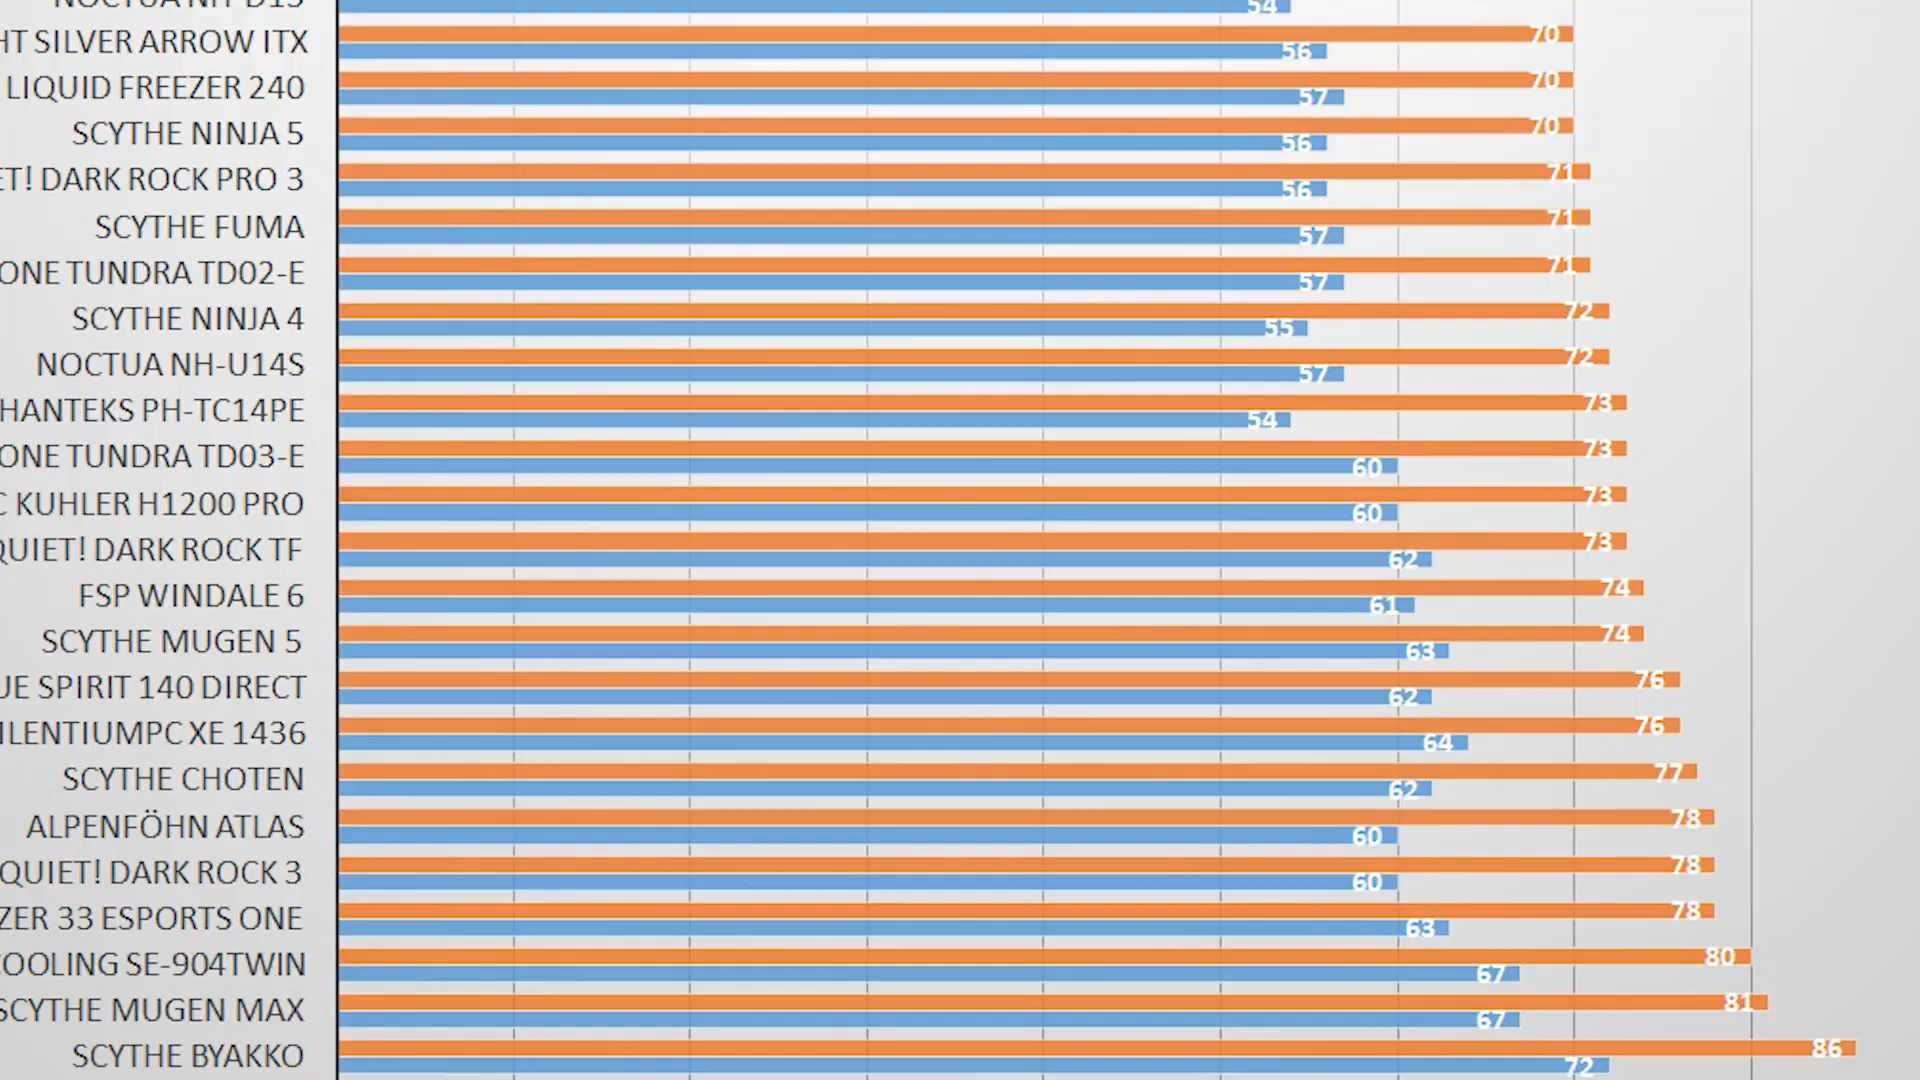 NOCTUA NH-D15 54
HT SILVER ARROW ITX 70 56
LIQUID FREEZER 240 70 57
SCYTHE NINJA 5 70 56
ET! DARK ROCK PRO 3 71 56
SCYTHE FUMA 71 57
ONE TUNDRA TD02-E 71 57
SCYTHE NINJA 4 72 55
NOCTUA NH-U14S 72 57
HANTEKS PH-TC14PE 73 54
ONE TUNDRA TD03-E 73 60
C KUHLER H1200 PRO 73 60
QUIET! DARK ROCK TF 73 62
FSP WINDALE 6 74 61
SCYTHE MUGEN 5 74 63
UE SPIRIT 140 DIRECT 76 62
ILENTIUMPC XE 1436 76 64
SCYTHE CHOTEN 77 62
ALPENFÖHN ATLAS 78 60
QUIET! DARK ROCK 3 78 60
ZER 33 ESPORTS ONE 78 63
COOLING SE-904TWIN 80 67
SCYTHE MUGEN MAX 81 67
SCYTHE BYAKKO 86 72